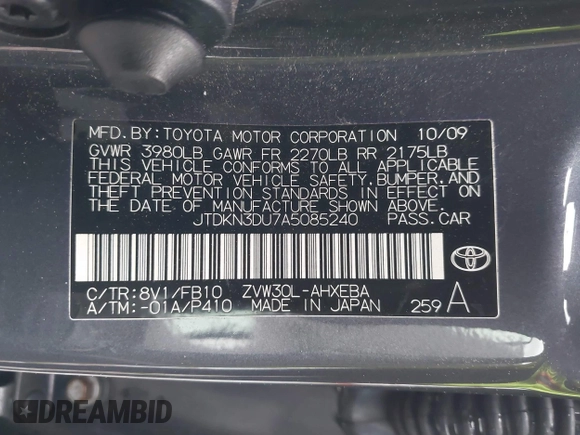 MFD.BY:TOYOTA MOTOR CORPORATION 10/09
GVWR 3980LB GAWR FR 2270LB RR 2175LB
THIS VEHICLE CONFORMS TO ALL APPLICABLE
FEDERAL MOTOR VEHICLE SAFETY,BUMPER,AND
THEFT PREVENTION STANDARDS IN EFFECT ON
THE DATE OF MANUFACTURE SHOWN ABOVE.
JTDKN3DU7A5085240 PASS.CAR
C/TR:8V1/FB10 ZVW30L-AHXEBA
A/TM:-01A/P410 MADE IN JAPAN 259 A
DREAMBID